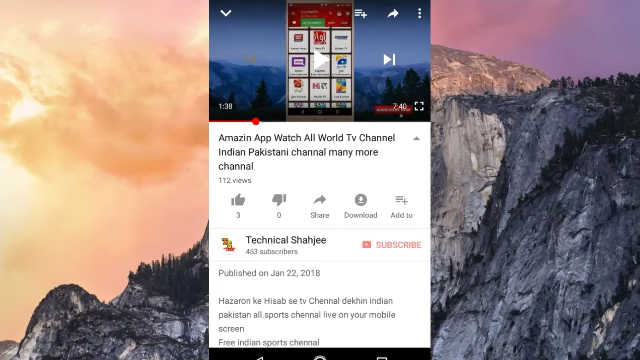 1:38
7:40
Amazin App Watch All World Tv Channel
Indian Pakistani channal many more
channal
112 views
3
0
Share
Download
Add to
Technical Shahjee
SUBSCRIBE
453 subscribers
Published on Jan 22, 2018
Hazaron ke Hisab se tv Chennal dekhin indian
pakistan all.sports chennal live on your mobile
screen
Free indian sports chennal